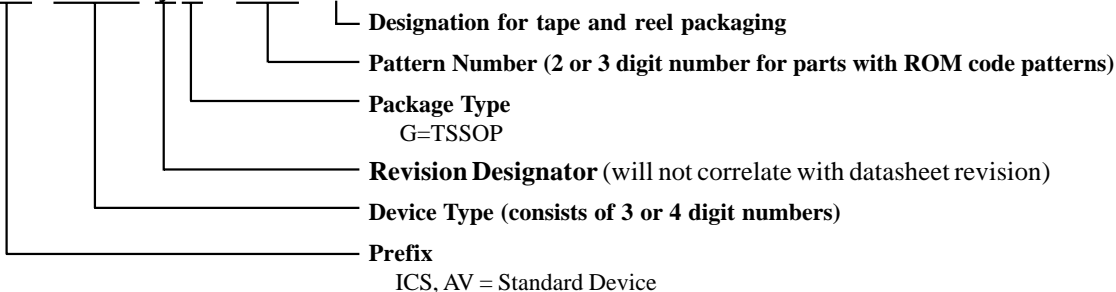 Designation for tape and reel packaging
Pattern Number (2 or 3 digit number for parts with ROM code patterns)
Package Type
G=TSSOP
Revision Designator (will not correlate with datasheet revision)
Device Type (consists of 3 or 4 digit numbers)
Prefix
ICS, AV = Standard Device